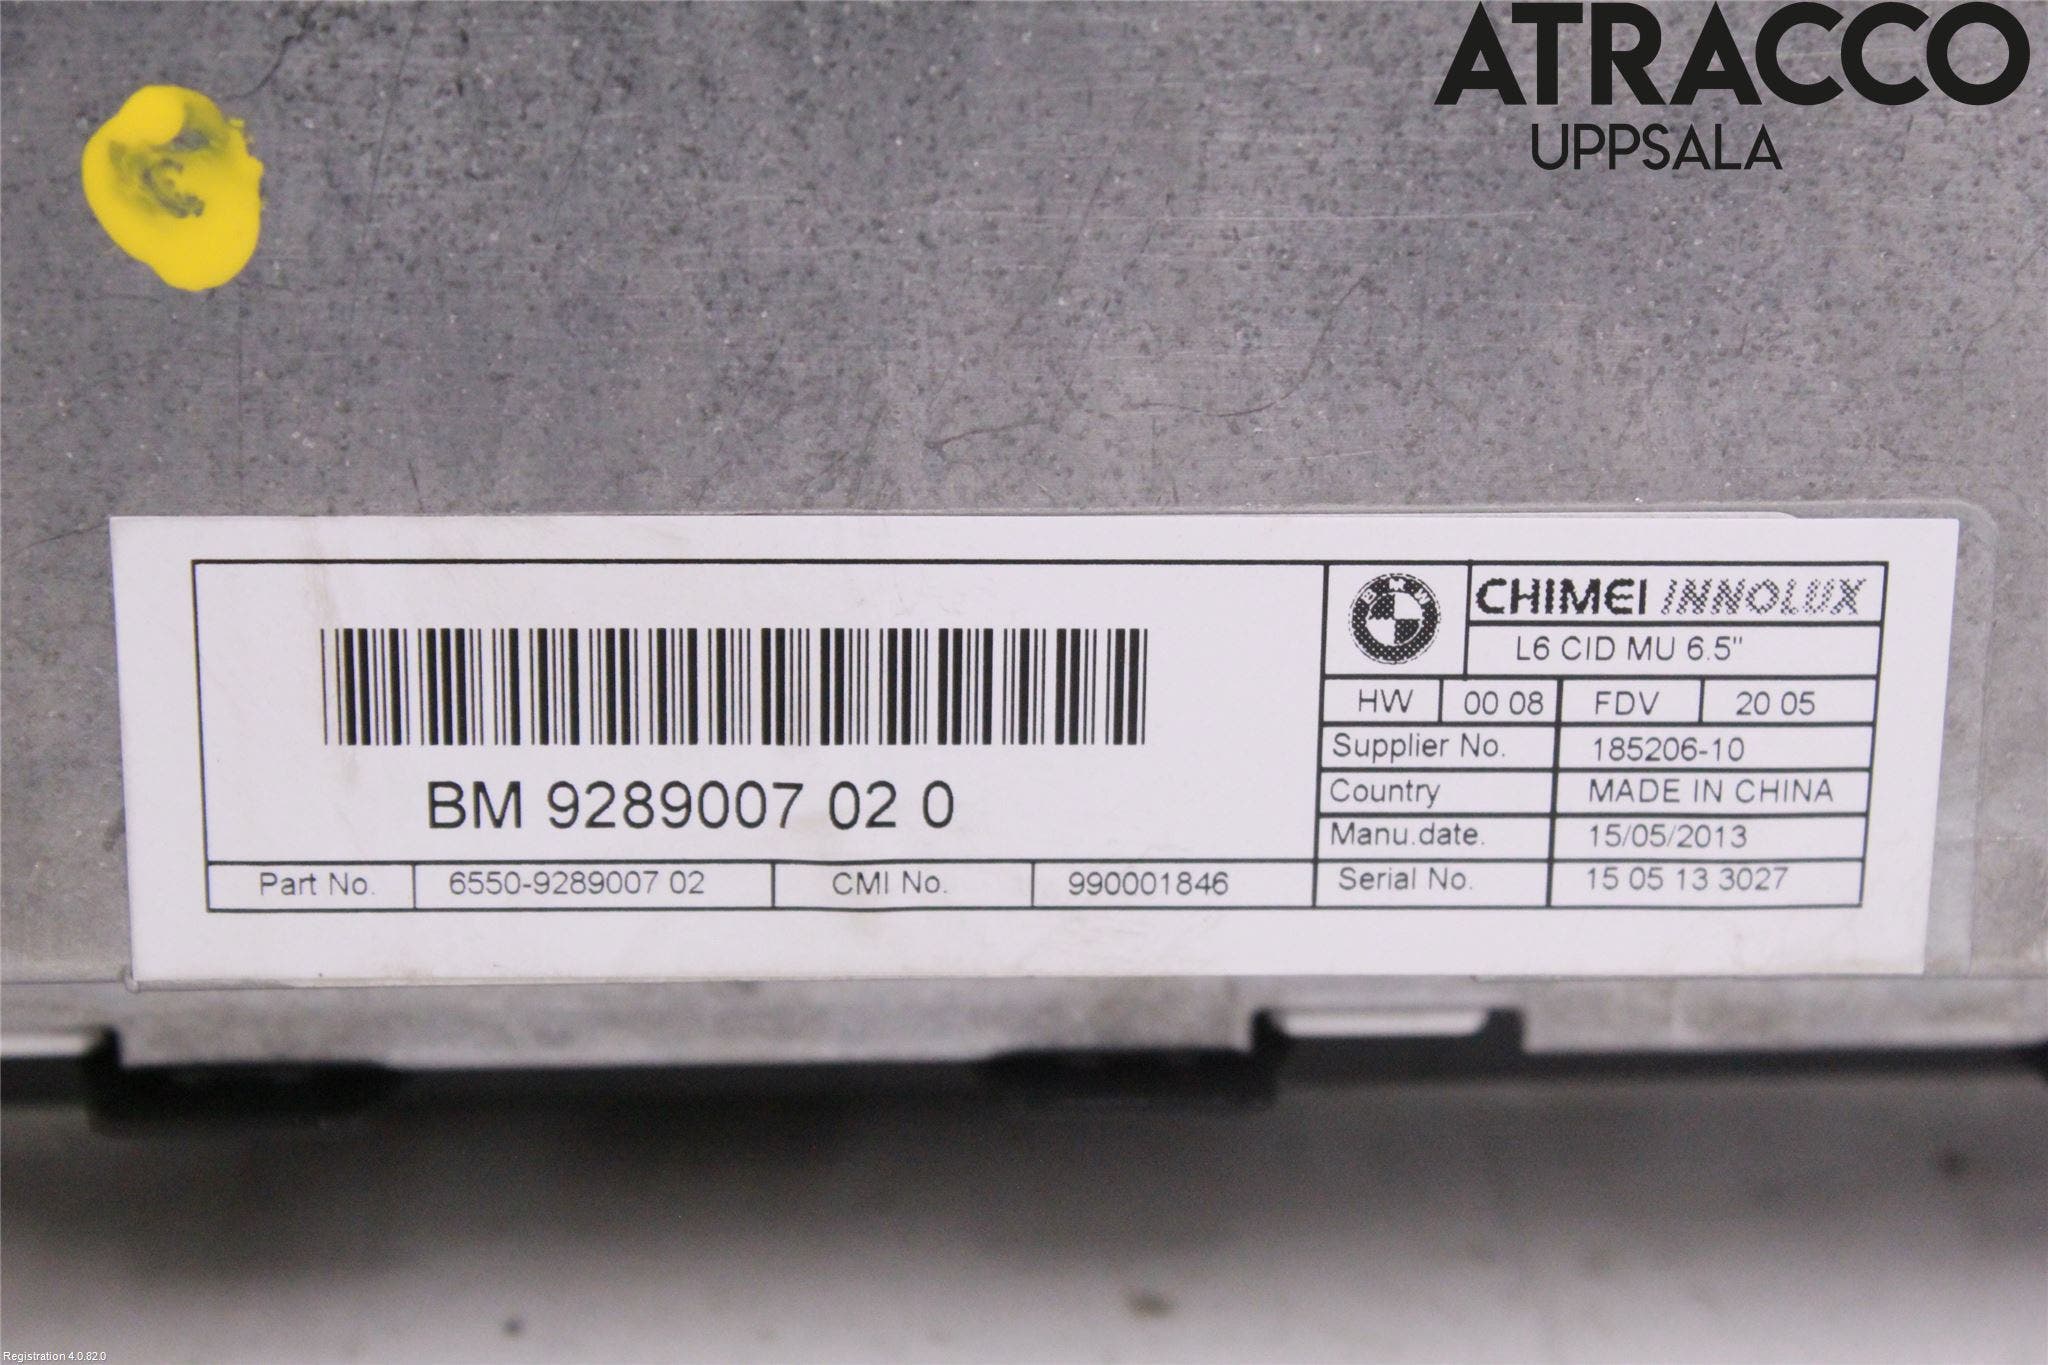 ATRACCO
UPPSALA
BMW
CHIMEI INNOLUX
L6 CID MU 6.5"
HW 00 08 FDV 20 05
Supplier No. 185206-10
Country MADE IN CHINA
Manu.date. 15/05/2013
Serial No. 15 05 13 3027
BM 9289007 02 0
Part No. 6550-9289007 02 CMI No. 990001846
Registration 4.0.82.0